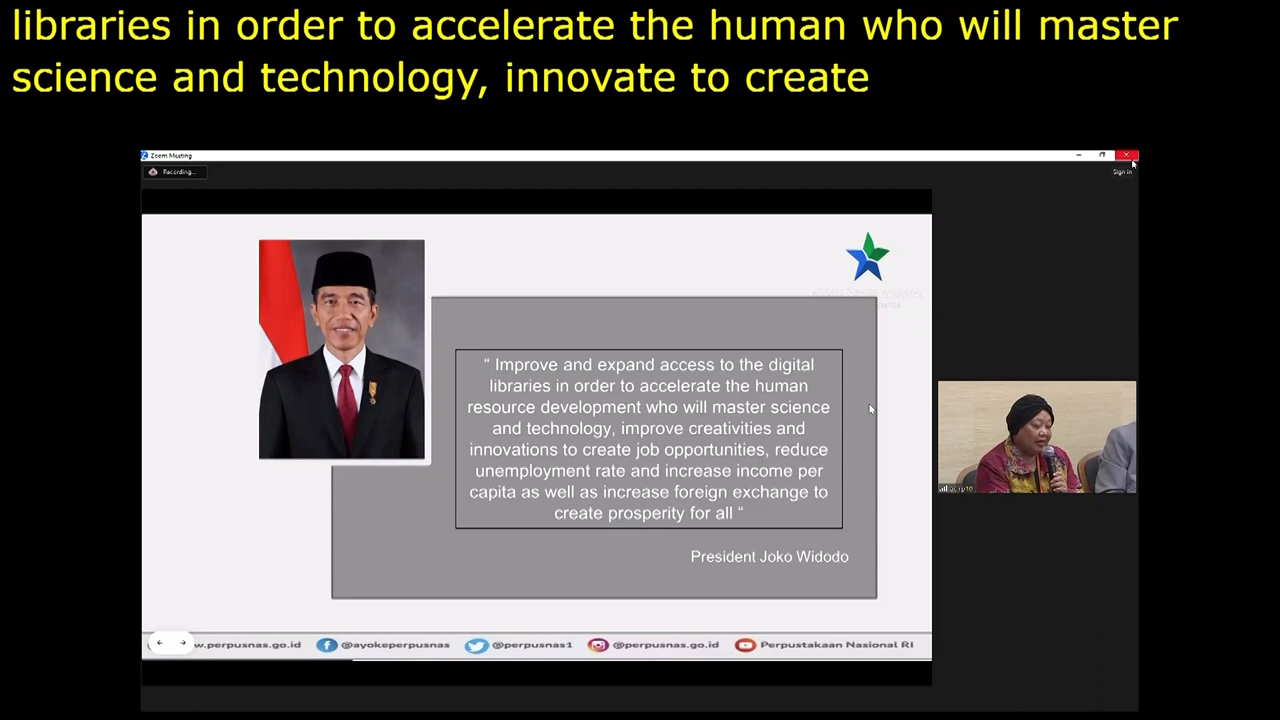 libraries in order to accelerate the human who will master
science and technology, innovate to create
Zoom Meeting
Recording...
Sign in
“ Improve and expand access to the digital
libraries in order to accelerate the human
resource development who will master science
and technology, improve creativities and
innovations to create job opportunities, reduce
unemployment rate and increase income per
capita as well as increase foreign exchange to
create prosperity for all “
President Joko Widodo
w.perpusnas.go.id @ayokeperpusnas @perpusnas1 @perpusnas.go.id Perpustakaan Nasional RI